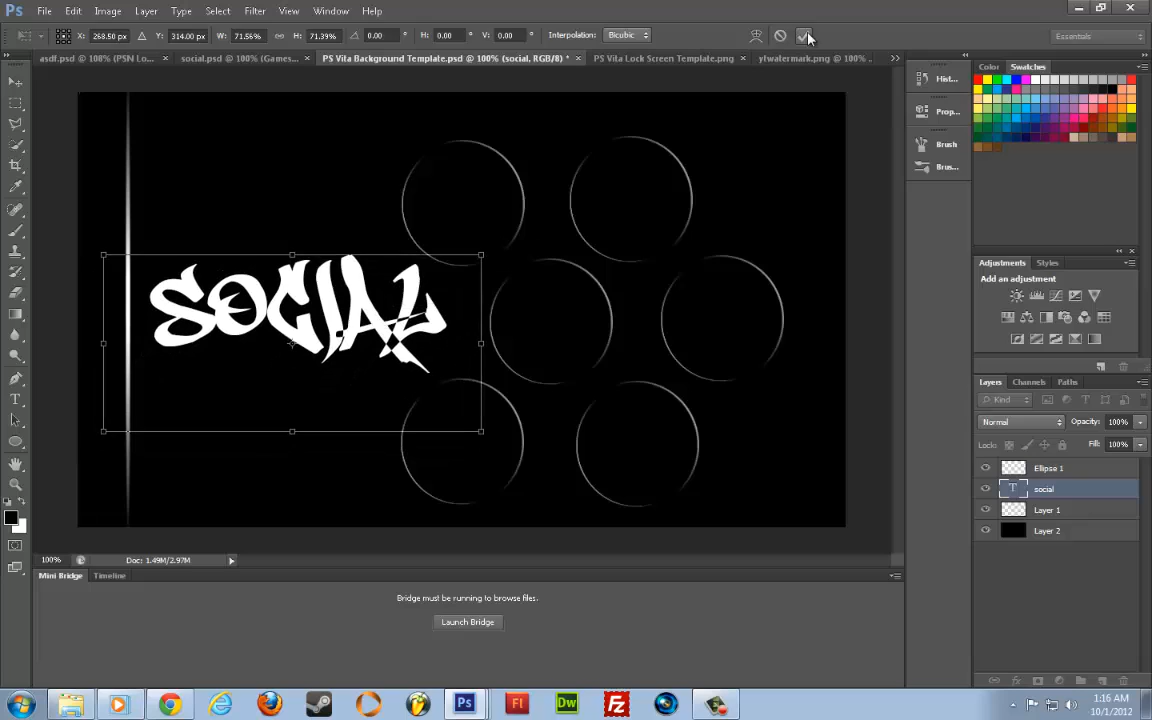 Ps File Edit Image Layer Type Select Filter View Window Help
X: 268.50 px Y: 314.00 px W: 71.56% H: 71.39% 0.00 ° H: 0.00 ° V: 0.00 ° Interpolation: Bicubic Essentials
asdf.psd @ 108% (PSN Lo... × social.psd @ 100% (Games... × PS Vita Background Template.psd @ 100% (social, RGB/8) * × PS Vita Lock Screen Template.png × ytwatermark.png @ 100% ...
Color Swatches
Hist...
Prop...
Brush
Brus...
SOCIAL
Adjustments Styles
Add an adjustment
Layers Channels Paths
Kind
Normal Opacity: 100%
Lock: Fill: 100%
Ellipse 1
T social
Layer 1
Layer 2
100% Doc: 1.49M/2.97M
Mini Bridge Timeline
Bridge must be running to browse files.
Launch Bridge
Ps Fl Dw Fz
1:16 AM
10/1/2012